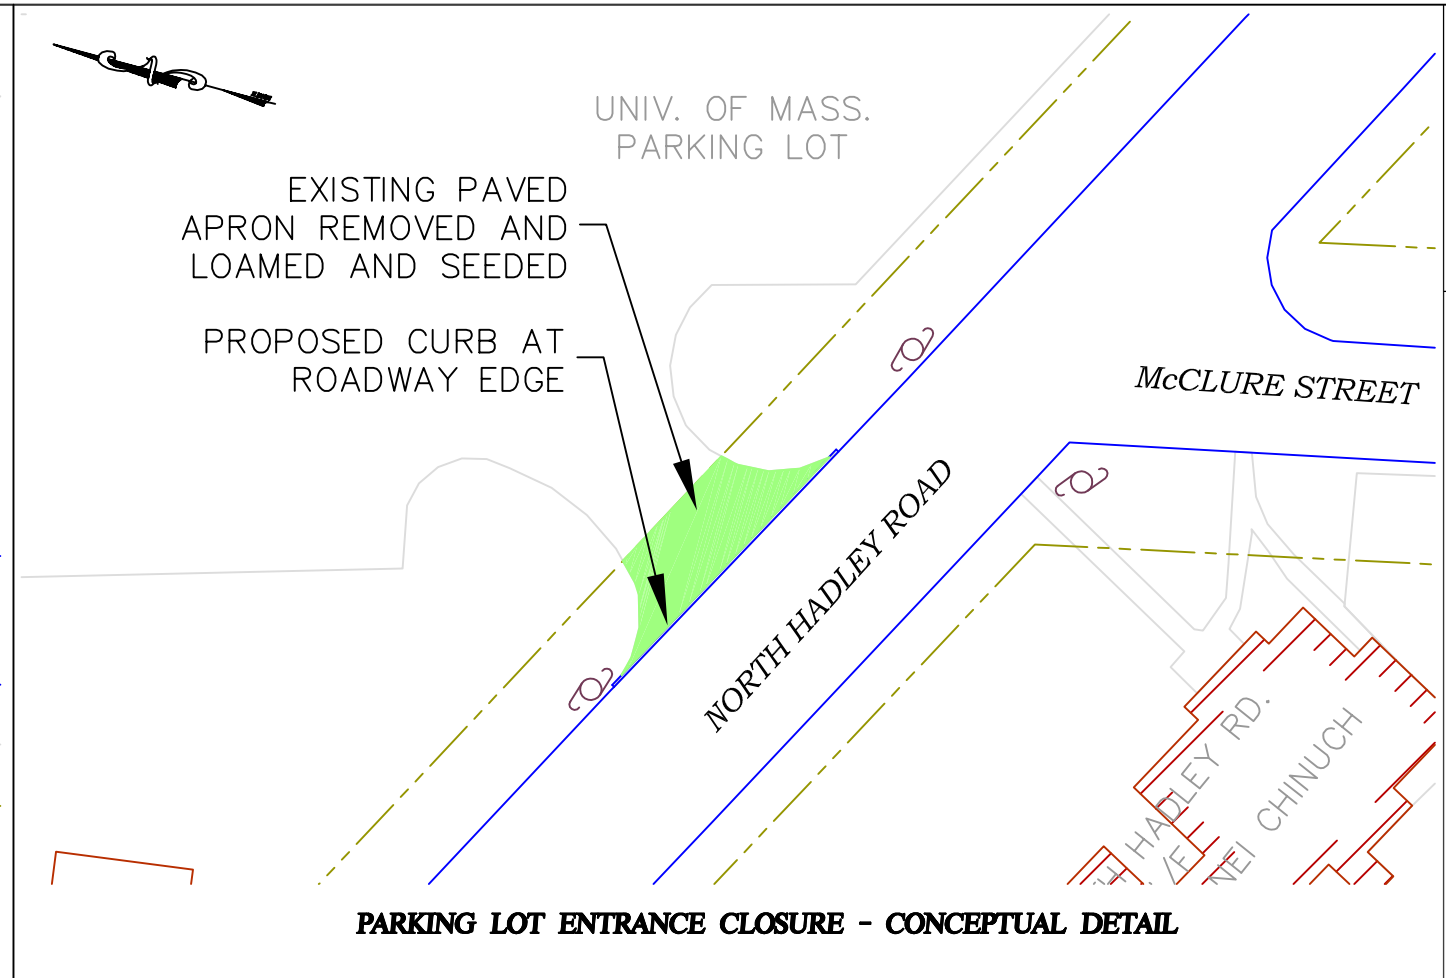 UNIV. OF MASS.
PARKING LOT
EXISTING PAVED
APRON REMOVED AND
LOAMED AND SEEDED
PROPOSED CURB AT
ROADWAY EDGE
McCLURE STREET
NORTH HADLEY ROAD
HADLEY RD.
CHINUCH
PARKING LOT ENTRANCE CLOSURE - CONCEPTUAL DETAIL